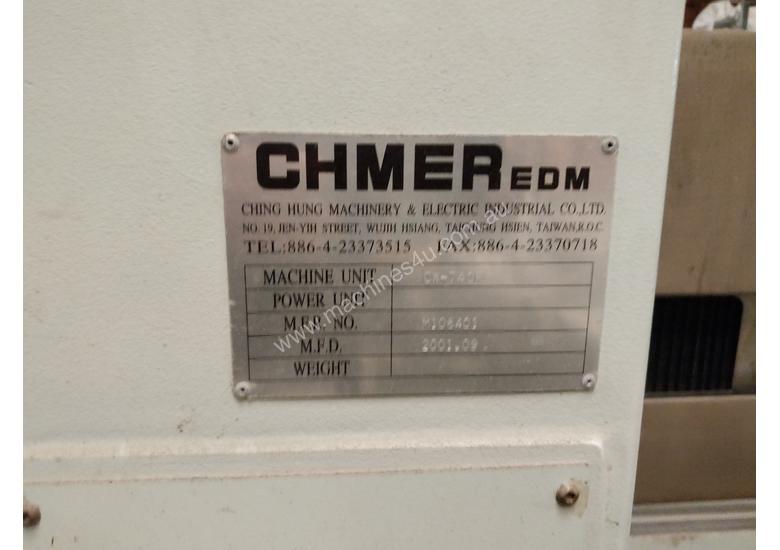 CHMER EDM
CHING HUNG MACHINERY & ELECTRIC INDUSTRIAL CO.,LTD.
NO. 19, JEN-YIH STREET, WUJIH HSIANG, TAICHUNG HSIEN, TAIWAN,R.O.C.
TEL:886-4-23373515 FAX:886-4-23370718
MACHINE UNIT
POWER UNIT
M.F.R. NO. M106401
M.F.D. 2001.09
WEIGHT
www.machines4u.com.au